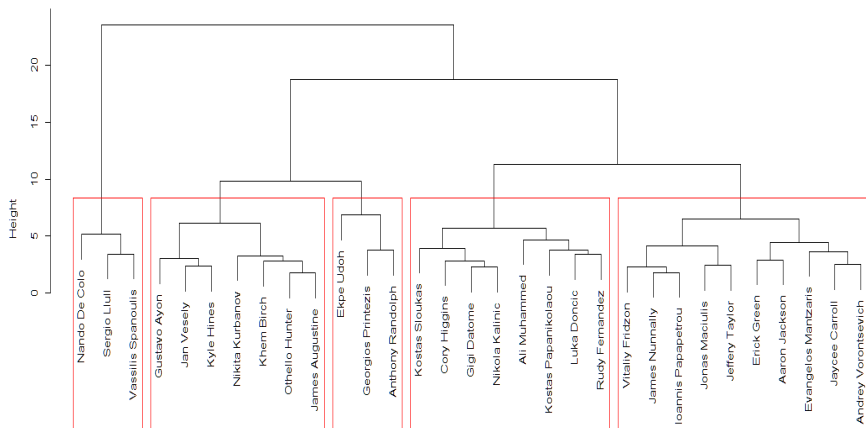 20
15
10
5
0
Height
Nando De Colo
Sergio Llull
Vassilis Spanoulis
Gustavo Ayon
Jan Vesely
Kyle Hines
Nikita Kurbanov
Khem Birch
Othello Hunter
James Augustine
Ekpe Udoh
Georgios Printezis
Anthony Randolph
Kostas Sloukas
Cory Higgins
Gigi Datome
Nikola Kalinic
Ali Muhammed
Kostas Papanikolaou
Luka Doncic
Rudy Fernandez
Vitaliy Fridzon
James Nunnally
Ioannis Papapetrou
Jonas Maciulis
Jeffery Taylor
Erick Green
Aaron Jackson
Evangelos Mantzaris
Jaycee Carroll
Andrey Vorontsevich